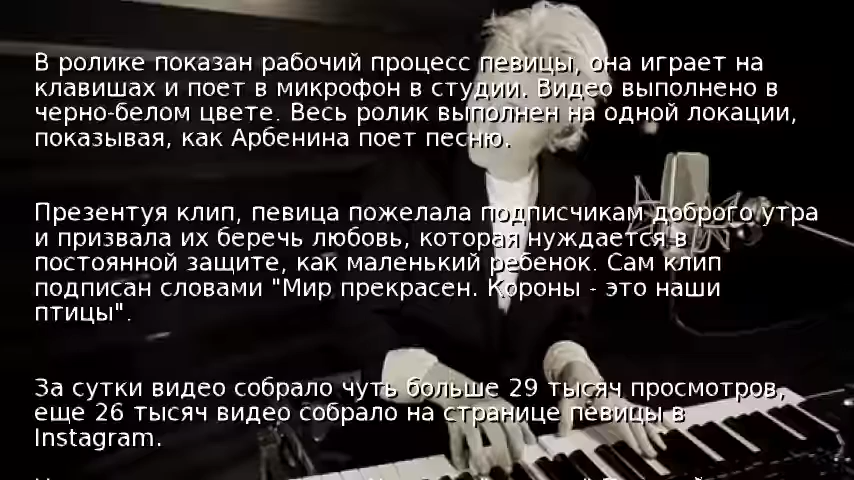 В ролике показан рабочий процесс певицы, она играет на
клавишах и поет в микрофон в студии. Видео выполнено в
черно-белом цвете. Весь ролик выполнен на одной локации,
показывая, как Арбенина поет песню.
Презентуя клип, певица пожелала подписчикам доброго утра
и призвала их беречь любовь, которая нуждается в
постоянной защите, как маленький ребенок. Сам клип
подписан словами "Мир прекрасен. Короны - это наши
птицы".
За сутки видео собрало чуть больше 29 тысяч просмотров,
еще 26 тысяч видео собрало на странице певицы в
Instagram.